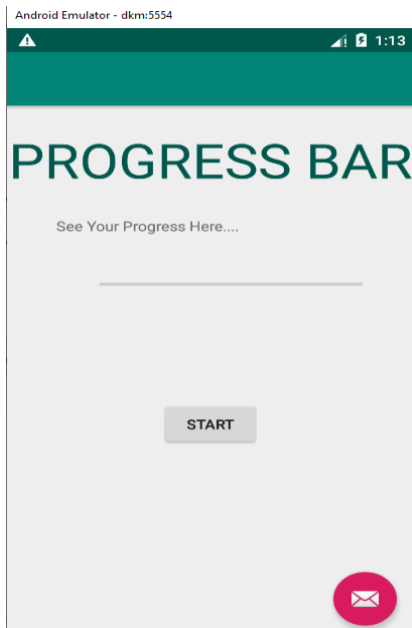 Android Emulator - dkm:5554
1:13
PROGRESS BAR
See Your Progress Here....
START